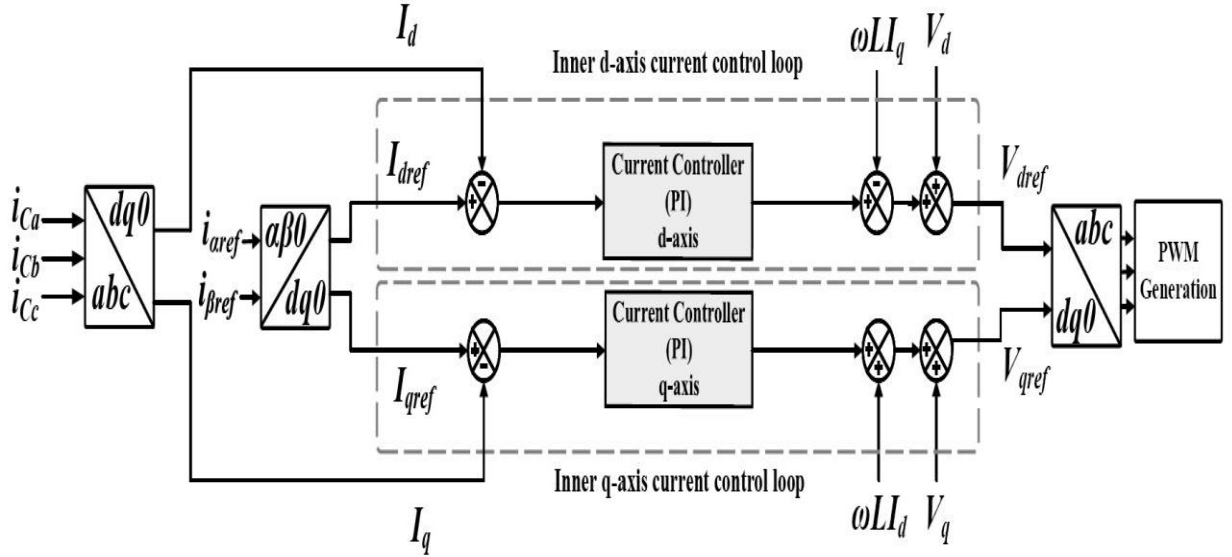 I_d
ωLI_q
V_d
Inner d-axis current control loop
I_dref
Current Controller
(PI)
d-axis
-
+
-
+
+
+
V_dref
i_Ca
i_Cb
i_Cc
dq0
abc
i_αref
i_βref
αβ0
dq0
abc
dq0
PWM
Generation
I_qref
Current Controller
(PI)
q-axis
+
-
+
+
+
+
V_qref
Inner q-axis current control loop
I_q
ωLI_d
V_q